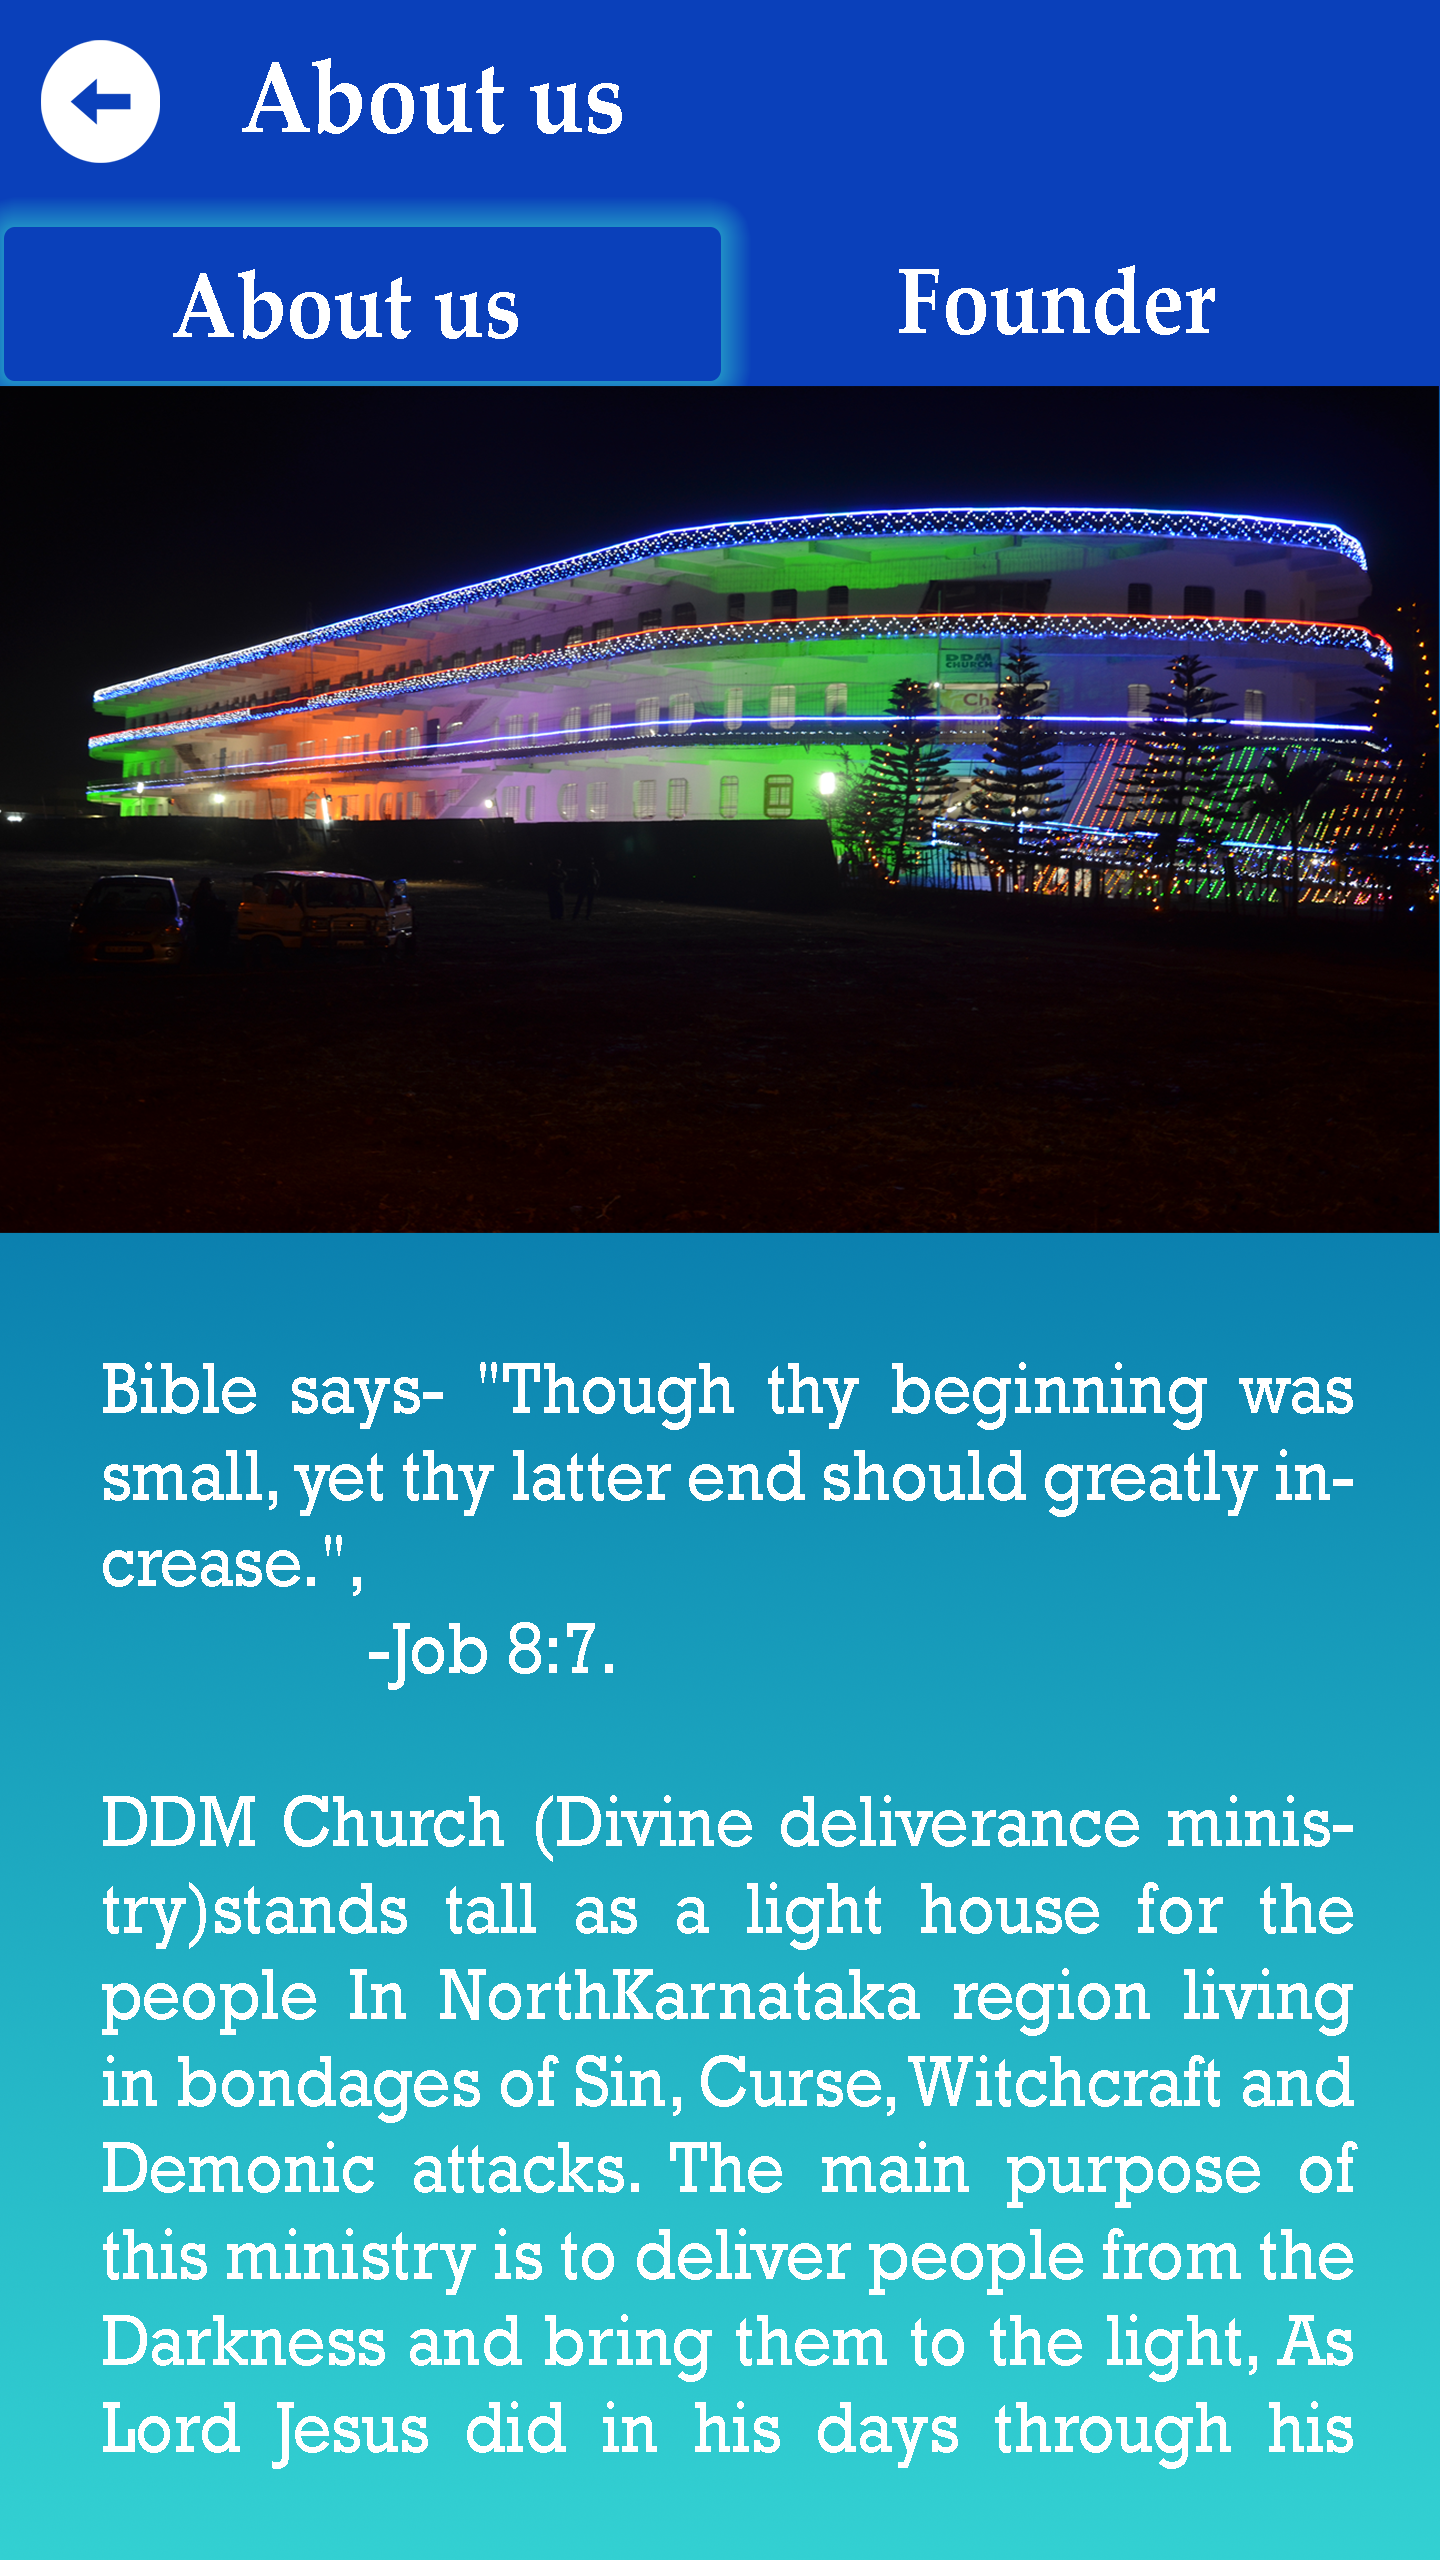 About us
About us
Founder
DDM
CHURCH
Bible says- "Though thy beginning was
small, yet thy latter end should greatly in-
crease.",
-Job 8:7.
DDM Church (Divine deliverance minis-
try)stands tall as a light house for the
people In NorthKarnataka region living
in bondages of Sin, Curse, Witchcraft and
Demonic attacks. The main purpose of
this ministry is to deliver people from the
Darkness and bring them to the light, As
Lord Jesus did in his days through his